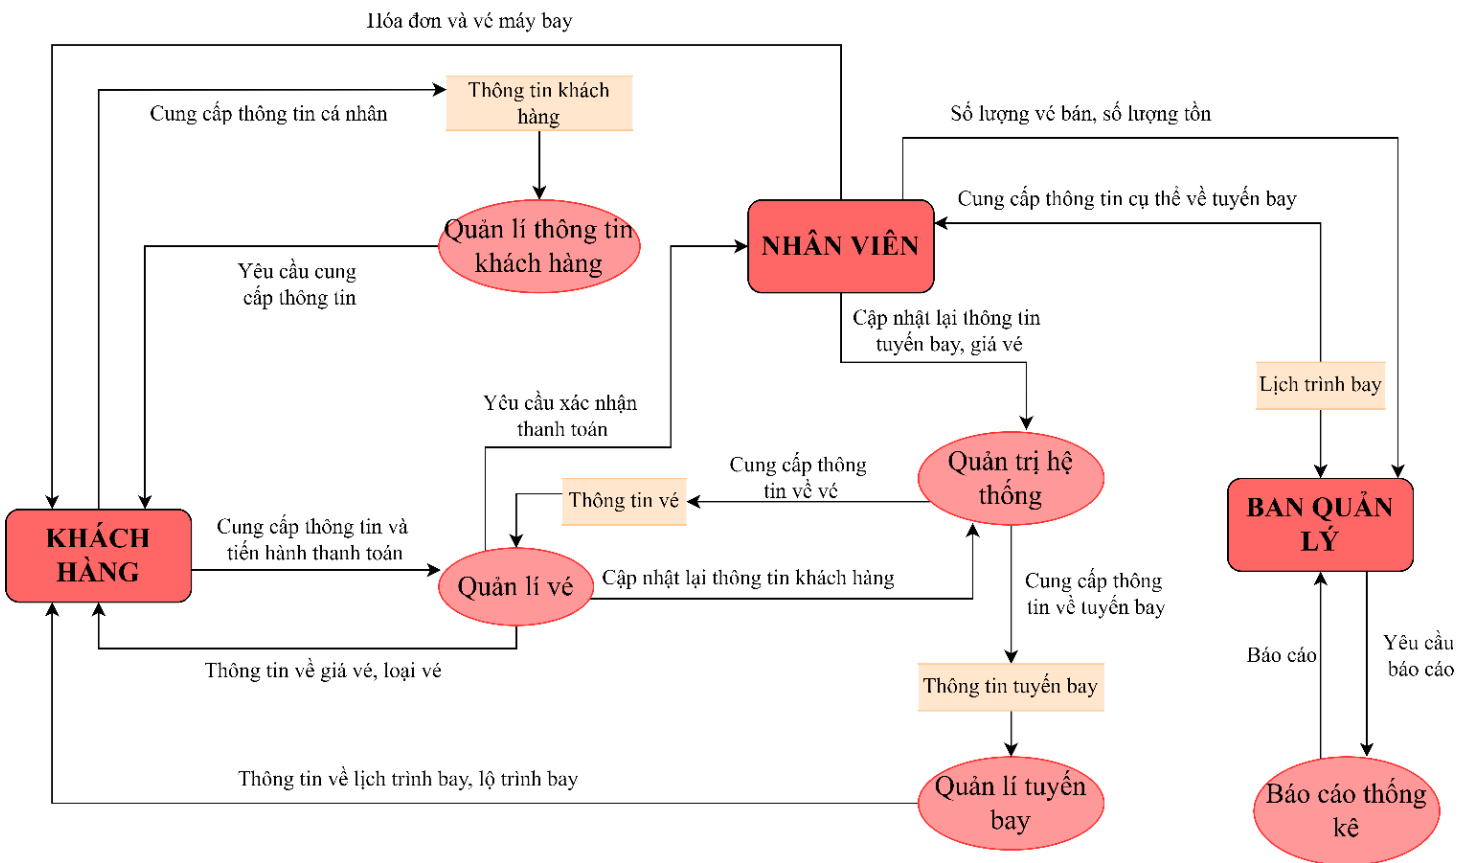 Hóa đơn và vé máy bay
Thông tin khách
hàng
Cung cấp thông tin cá nhân
Số lượng vé bán, số lượng tồn
Cung cấp thông tin cụ thể về tuyến bay
Quản lí thông tin
khách hàng
NHÂN VIÊN
Yêu cầu cung
cấp thông tin
Cập nhật lại thông tin
tuyến bay, giá vé
Lịch trình bay
Yêu cầu xác nhận
thanh toán
Quản trị hệ
thống
Cung cấp thông
tin về vé
Thông tin vé
BAN QUẢN
LÝ
KHÁCH
HÀNG
Cung cấp thông tin và
tiến hành thanh toán
Quản lí vé
Cập nhật lại thông tin khách hàng
Cung cấp thông
tin về tuyến bay
Báo cáo
Yêu cầu
báo cáo
Thông tin về giá vé, loại vé
Thông tin tuyến bay
Thông tin về lịch trình bay, lộ trình bay
Quản lí tuyến
bay
Báo cáo thống
kê